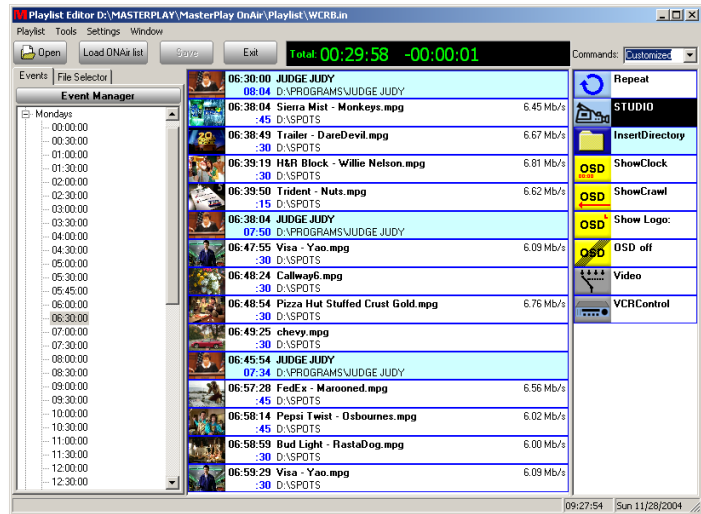 Playlist Editor D:\MASTERPLAY\MasterPlay OnAir\Playlist\WCRB.in
Playlist Tools Settings Window
Open Load ONAir list Save Exit Total: 00:29:58 -00:00:01 Commands: Customized
Events File Selector
Event Manager
Mondays
00:00:00
00:30:00
01:00:00
01:30:00
02:00:00
02:30:00
03:00:00
03:30:00
04:00:00
04:30:00
05:00:00
05:30:00
05:45:00
06:00:00
06:30:00
07:00:00
07:30:00
08:00:00
08:30:00
09:00:00
09:30:00
10:00:00
10:30:00
11:00:00
11:30:00
12:00:00
12:30:00
06:30:00 JUDGE JUDY
08:04 D:\PROGRAMS\JUDGE JUDY
06:38:04 Sierra Mist - Monkeys.mpg 6.45 Mb/s
:45 D:\SPOTS
06:38:49 Trailer - DareDevil.mpg 6.67 Mb/s
:30 D:\SPOTS
06:39:19 H&R Block - Willie Nelson.mpg 6.81 Mb/s
:30 D:\SPOTS
06:39:50 Trident - Nuts.mpg 6.62 Mb/s
:15 D:\SPOTS
06:38:04 JUDGE JUDY
07:50 D:\PROGRAMS\JUDGE JUDY
06:47:55 Visa - Yao.mpg 6.09 Mb/s
:30 D:\SPOTS
06:48:24 Callway6.mpg
:30 D:\SPOTS
06:48:54 Pizza Hut Stuffed Crust Gold.mpg 6.76 Mb/s
:30 D:\SPOTS
06:49:25 chevy.mpg
:30 D:\SPOTS
06:45:54 JUDGE JUDY
07:34 D:\PROGRAMS\JUDGE JUDY
06:57:28 FedEx - Marooned.mpg 6.56 Mb/s
:45 D:\SPOTS
06:58:14 Pepsi Twist - Osbournes.mpg 6.02 Mb/s
:45 D:\SPOTS
06:58:59 Bud Light - RastaDog.mpg 6.00 Mb/s
:30 D:\SPOTS
06:59:29 Visa - Yao.mpg 6.09 Mb/s
:30 D:\SPOTS
Repeat
STUDIO
InsertDirectory
OSD 00:00 ShowClock
OSD ShowCrawl
OSD Show Logo:
OSD OSD off
Video
VCRControl
09:27:54 Sun 11/28/2004